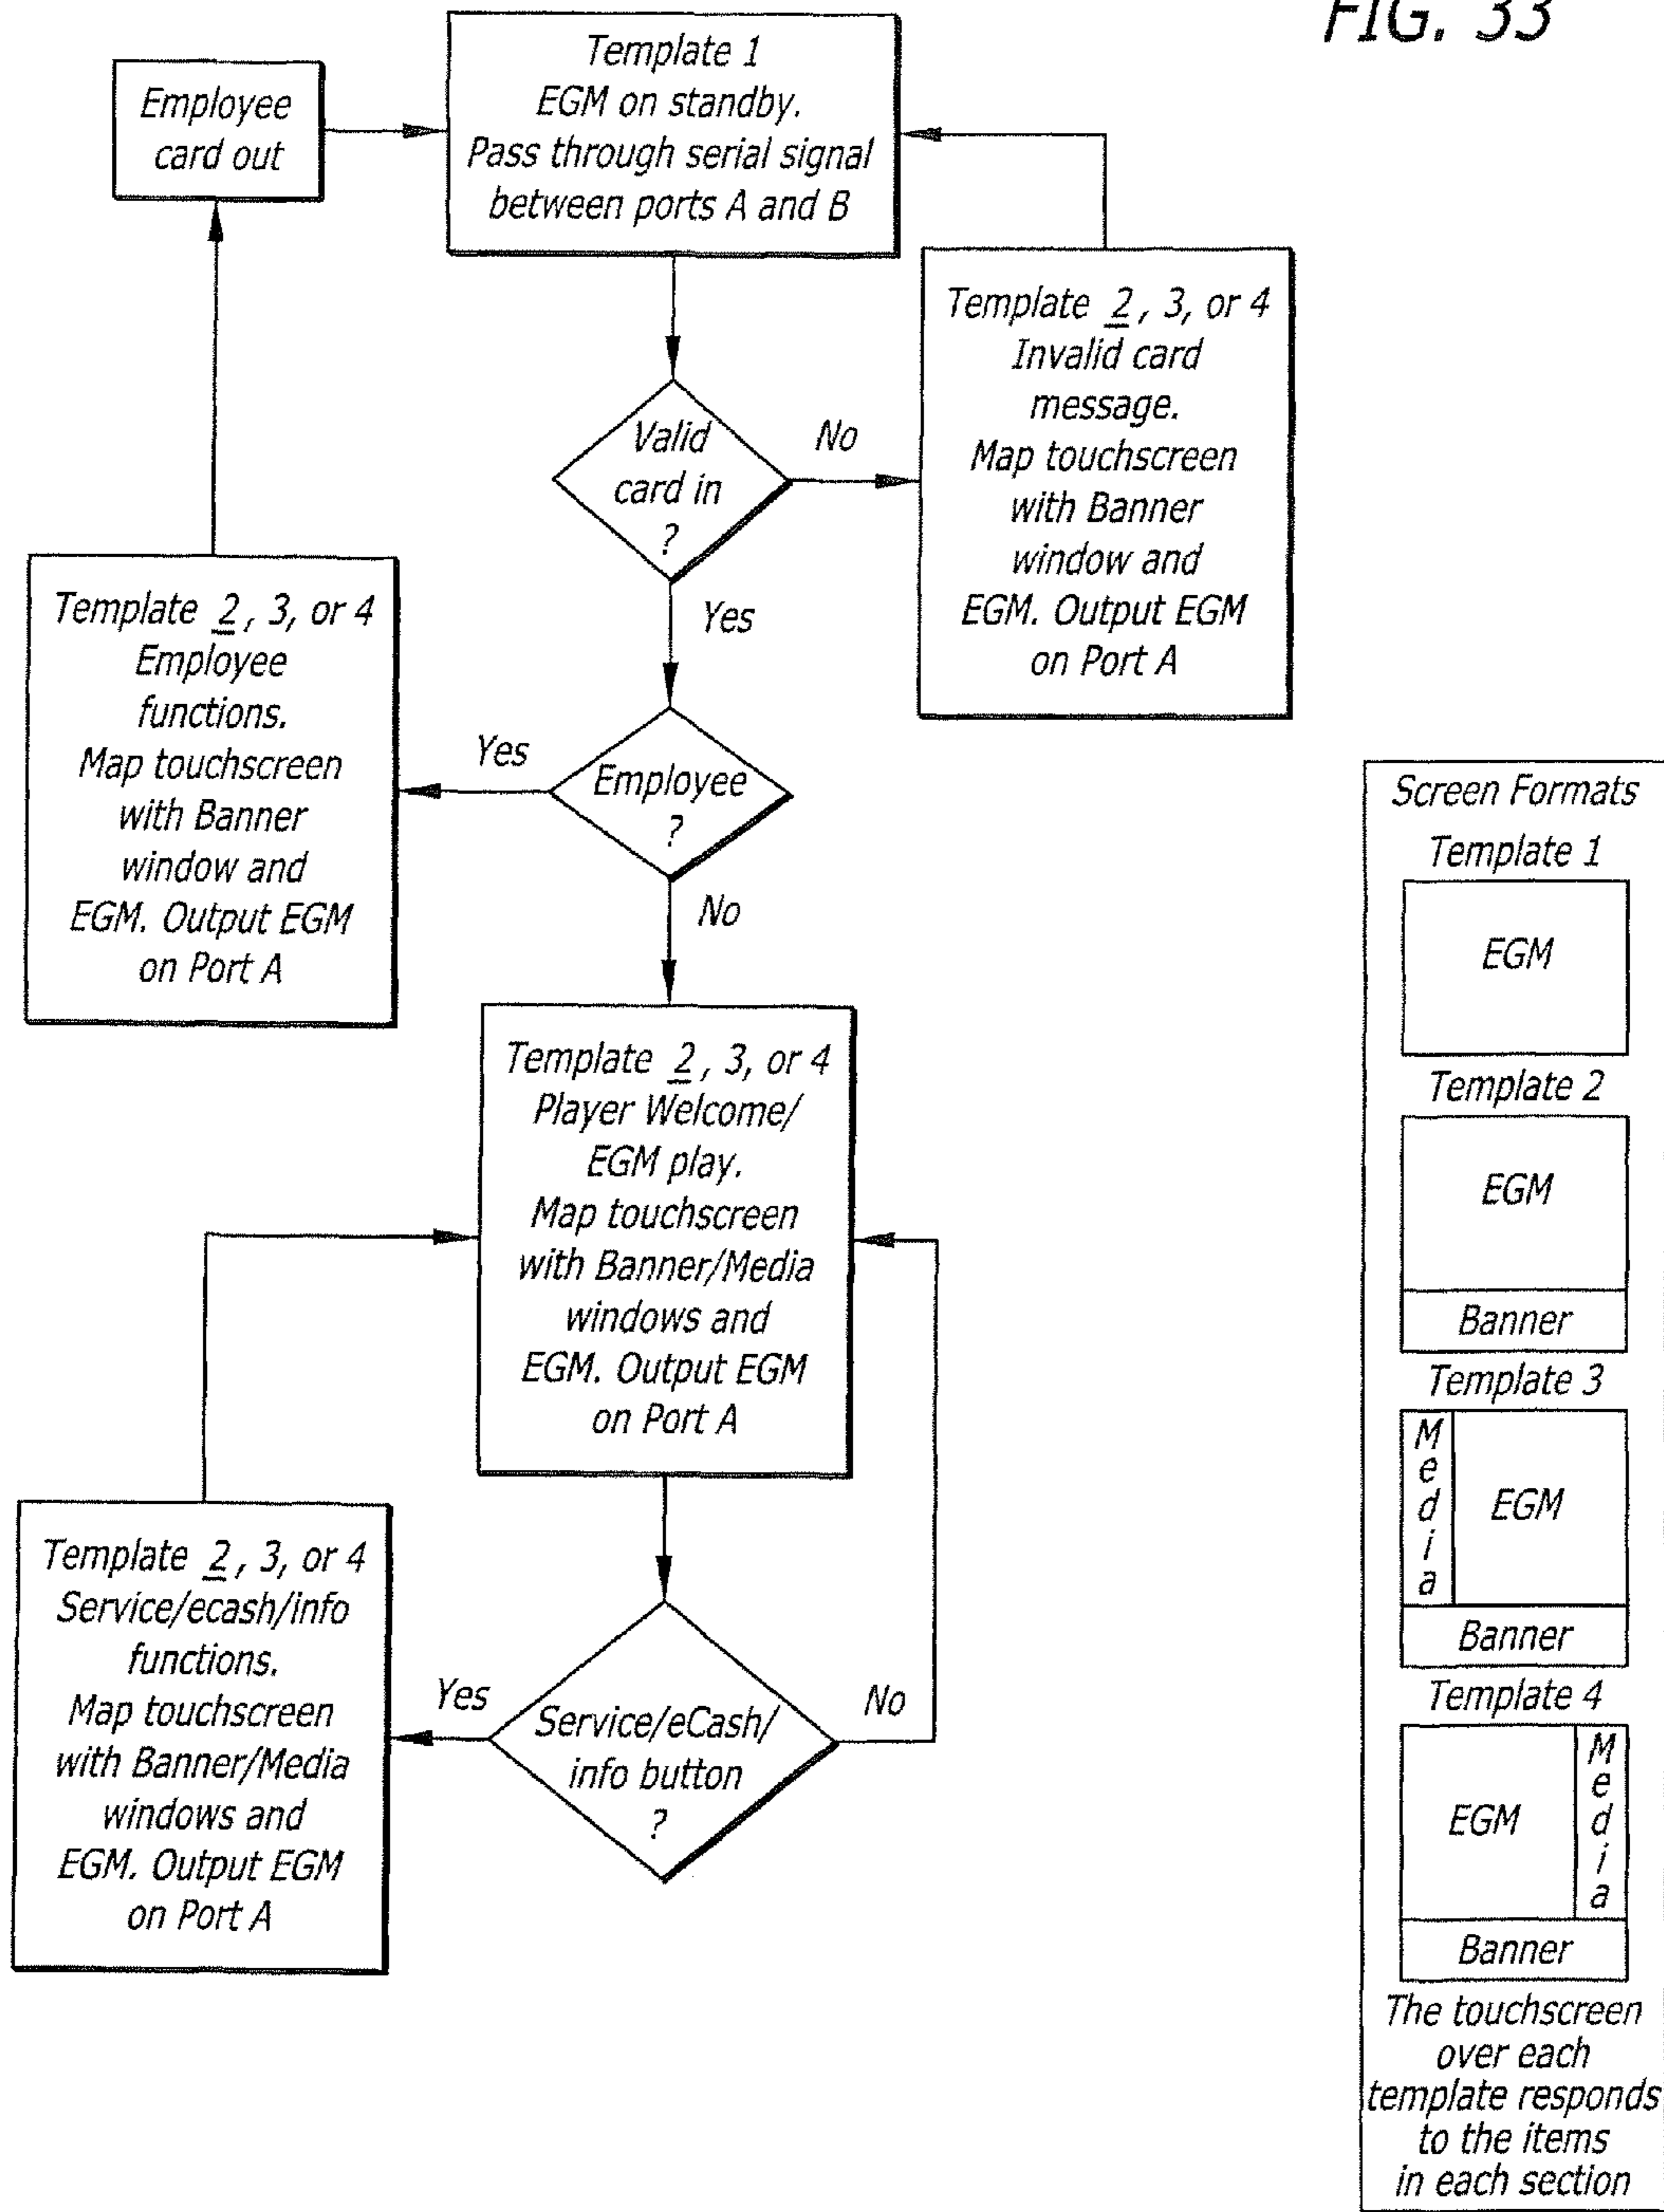 FIG. 33
Employee
card out
Template 1
EGM on standby.
Pass through serial signal
between ports A and B
Template 2, 3, or 4
Invalid card
message.
Map touchscreen
with Banner
window and
EGM. Output EGM
on Port A
Valid
card in
?
No
Yes
Template 2, 3, or 4
Employee
functions.
Map touchscreen
with Banner
window and
EGM. Output EGM
on Port A
Yes
Employee
?
No
Template 2, 3, or 4
Player Welcome/
EGM play.
Map touchscreen
with Banner/Media
windows and
EGM. Output EGM
on Port A
Template 2, 3, or 4
Service/ecash/info
functions.
Map touchscreen
with Banner/Media
windows and
EGM. Output EGM
on Port A
Yes
Service/eCash/
info button
?
No
Screen Formats
Template 1
EGM
Template 2
EGM
Banner
Template 3
Media
EGM
Banner
Template 4
EGM
Media
Banner
The touchscreen
over each
template responds
to the items
in each section